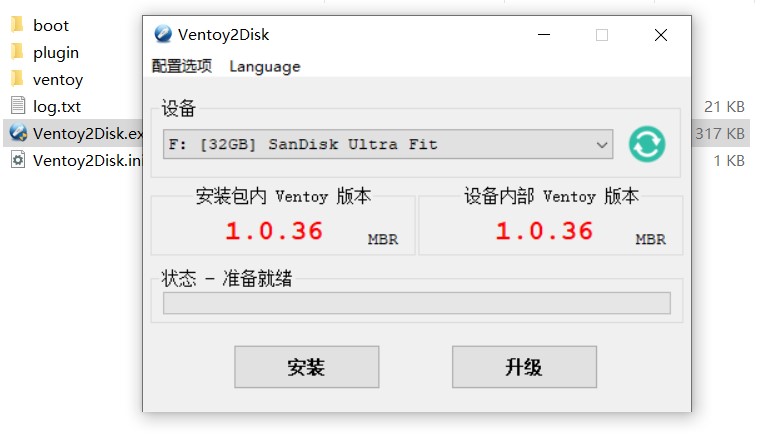 boot
plugin
ventoy
log.txt
21 KB
Ventoy2Disk.ex
317 KB
Ventoy2Disk.ini
1 KB
Ventoy2Disk
配置选项 Language
设备
F: [32GB] SanDisk Ultra Fit
安装包内 Ventoy 版本
1.0.36 MBR
设备内部 Ventoy 版本
1.0.36 MBR
状态 - 准备就绪
安装
升级